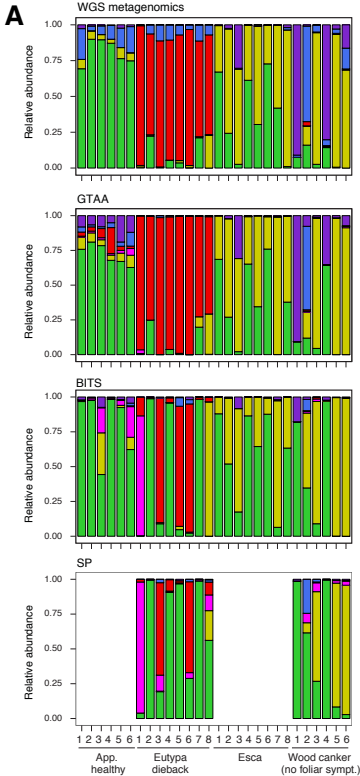 A
WGS metagenomics
Relative abundance
1.00
0.75
0.50
0.25
0.00
GTAA
Relative abundance
1.00
0.75
0.50
0.25
0.00
BITS
Relative abundance
1.00
0.75
0.50
0.25
0.00
SP
Relative abundance
1.00
0.75
0.50
0.25
0.00
1 2 3 4 5 6 1 2 3 4 5 6 7 8 1 2 3 4 5 6 7 8 1 2 3 4 5 6
App. healthy
Eutypa dieback
Esca
Wood canker (no foliar sympt.)